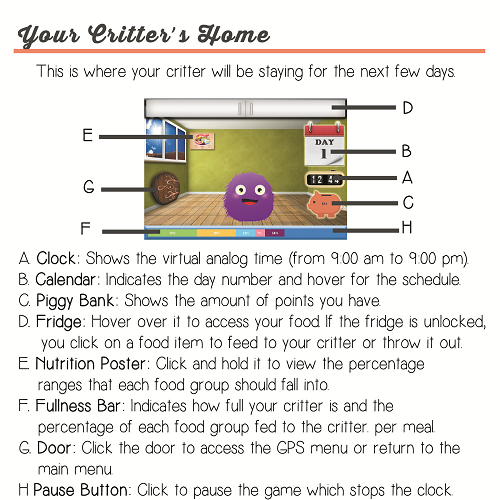 Your Critter's Home
This is where your critter will be staying for the next few days.
D
E
DAY
1
B
A
12 44
G
C
F
H
A. Clock: Shows the virtual analog time (from 9:00 am to 9:00 pm).
B. Calendar: Indicates the day number and hover for the schedule.
C. Piggy Bank: Shows the amount of points you have.
D. Fridge: Hover over it to access your food. If the fridge is unlocked,
you click on a food item to feed to your critter or throw it out.
E. Nutrition Poster: Click and hold it to view the percentage
ranges that each food group should fall into.
F. Fullness Bar: Indicates how full your critter is and the
percentage of each food group fed to the critter. per meal.
G. Door: Click the door to access the GPS menu or return to the
main menu.
H Pause Button: Click to pause the game which stops the clock.